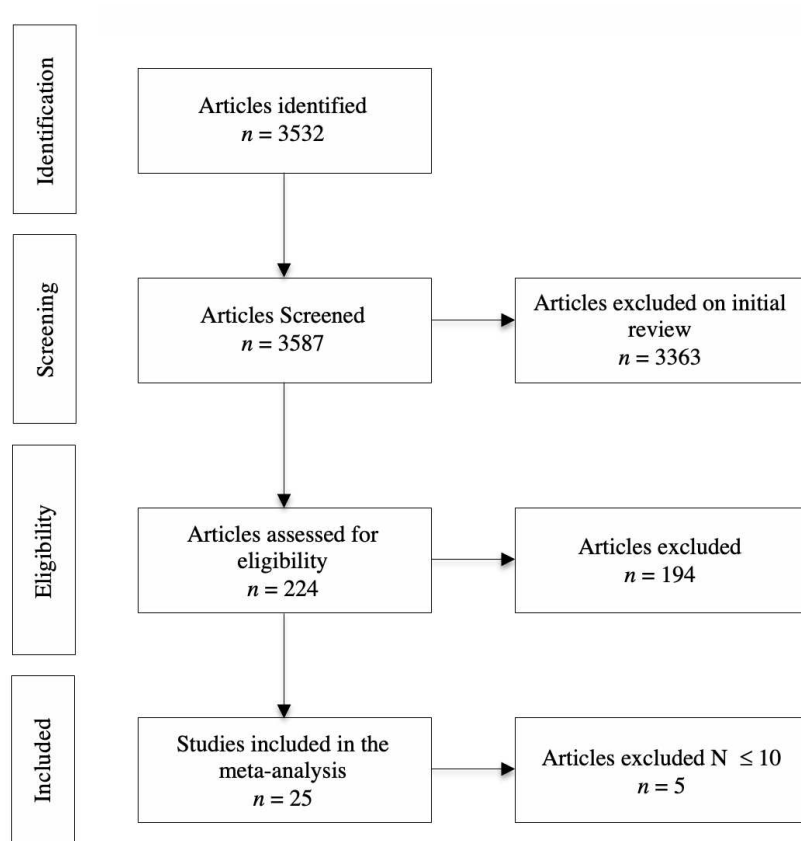 Identification
Articles identified
n = 3532
Screening
Articles Screened
n = 3587
Articles excluded on initial
review
n = 3363
Eligibility
Articles assessed for
eligibility
n = 224
Articles excluded
n = 194
Included
Studies included in the
meta-analysis
n = 25
Articles excluded N ≤ 10
n = 5